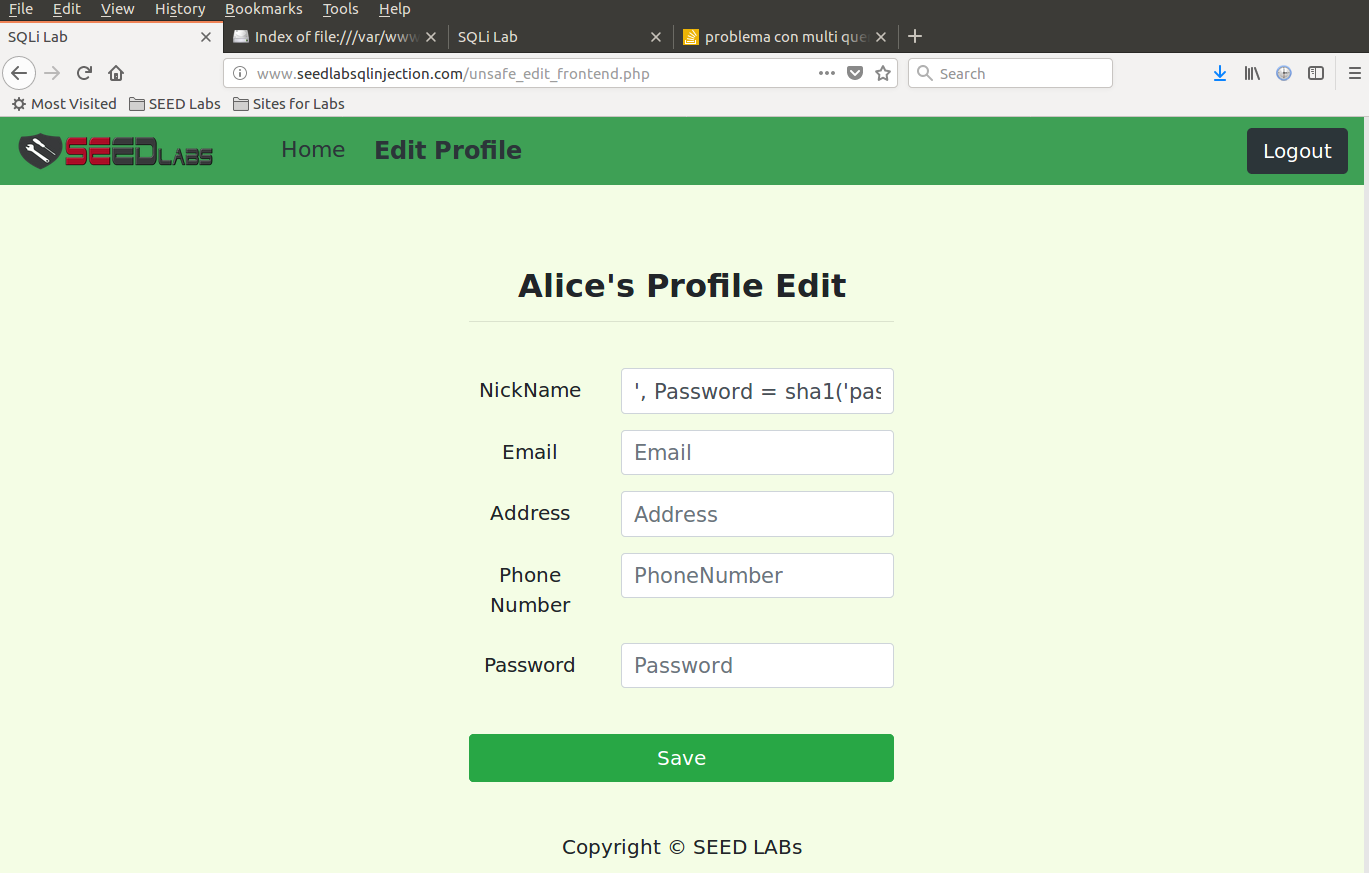 File Edit View History Bookmarks Tools Help
SQLi Lab Index of file:///var/www SQLi Lab problema con multi que
www.seedlabsqlinjection.com/unsafe_edit_frontend.php Search
Most Visited SEED Labs Sites for Labs
SEEDLABS Home Edit Profile Logout
Alice's Profile Edit
NickName ', Password = sha1('pas
Email Email
Address Address
Phone PhoneNumber
Number
Password Password
Save
Copyright © SEED LABs